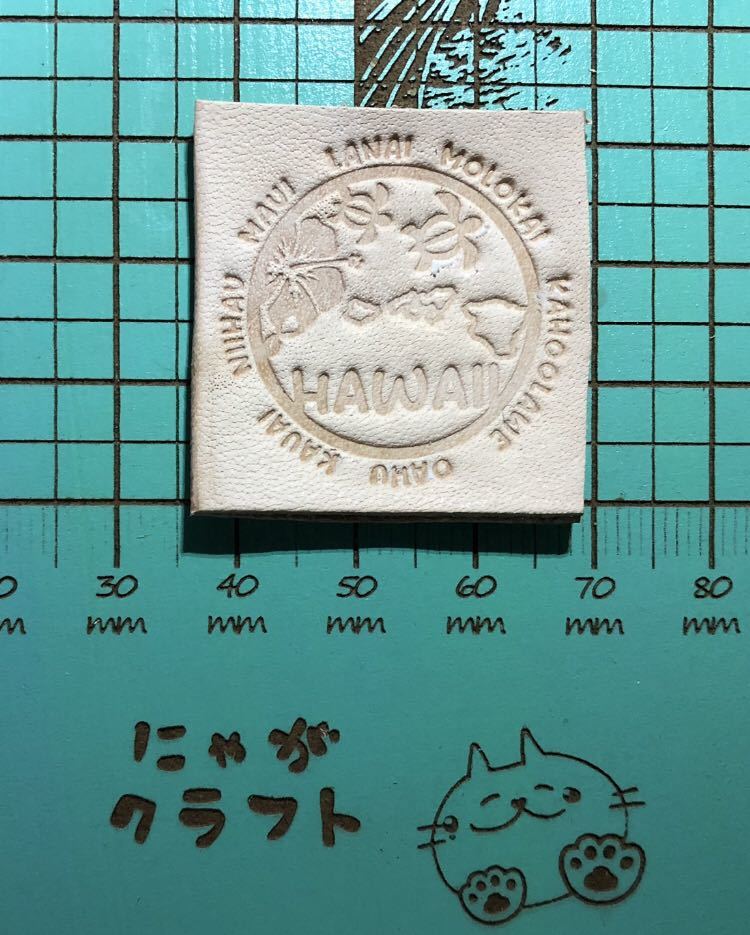 NIIHAU MAUI LANAI MOLOKAI KAHOOLAWE OAHU KAUAI
HAWAII
0 30 40 50 60 70 80
m mm mm mm mm mm mm
にゃが
クラフト